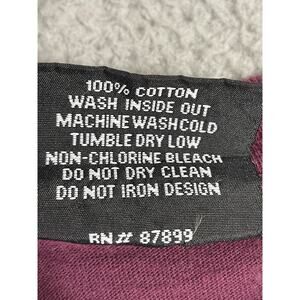 100% COTTON
WASH INSIDE OUT
MACHINE WASH COLD
TUMBLE DRY LOW
NON-CHLORINE BLEACH
DO NOT DRY CLEAN
DO NOT IRON DESIGN
RN# 87899